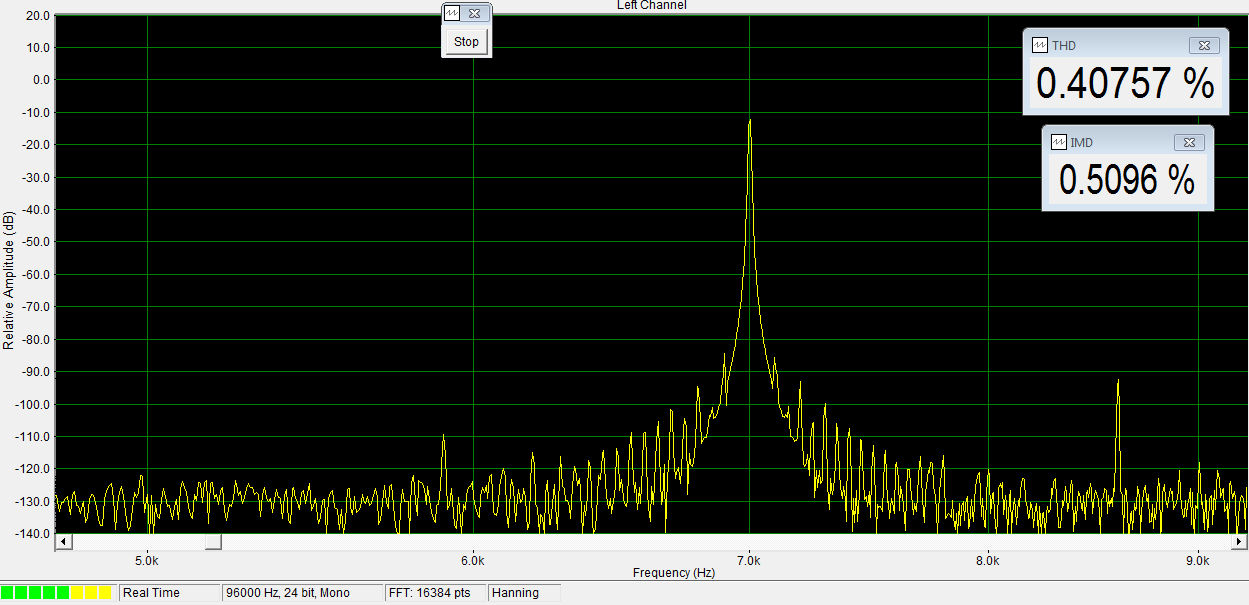 Left Channel
Stop
THD
0.40757 %
IMD
0.5096 %
Relative Amplitude (dB)
20.0
10.0
0.0
-10.0
-20.0
-30.0
-40.0
-50.0
-60.0
-70.0
-80.0
-90.0
-100.0
-110.0
-120.0
-130.0
-140.0
5.0k 6.0k 7.0k 8.0k 9.0k
Frequency (Hz)
Real Time 96000 Hz, 24 bit, Mono FFT: 16384 pts Hanning